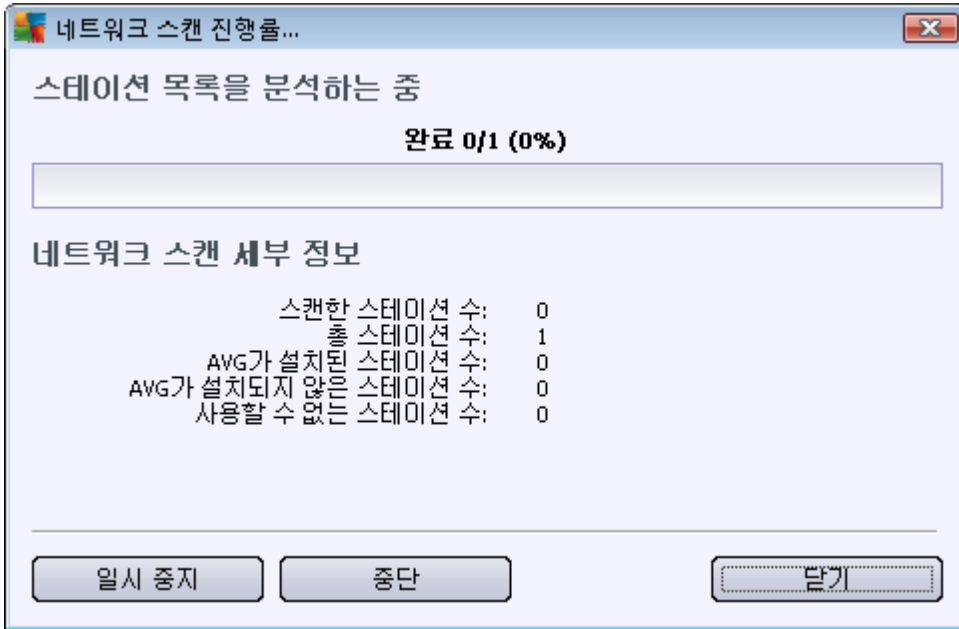 네트워크 스캔 진행률...
스테이션 목록을 분석하는 중
완료 0/1 (0%)
네트워크 스캔 세부 정보
스캔한 스테이션 수: 0
총 스테이션 수: 1
AVG가 설치된 스테이션 수: 0
AVG가 설치되지 않은 스테이션 수: 0
사용할 수 없는 스테이션 수: 0
일시 중지 중단 닫기